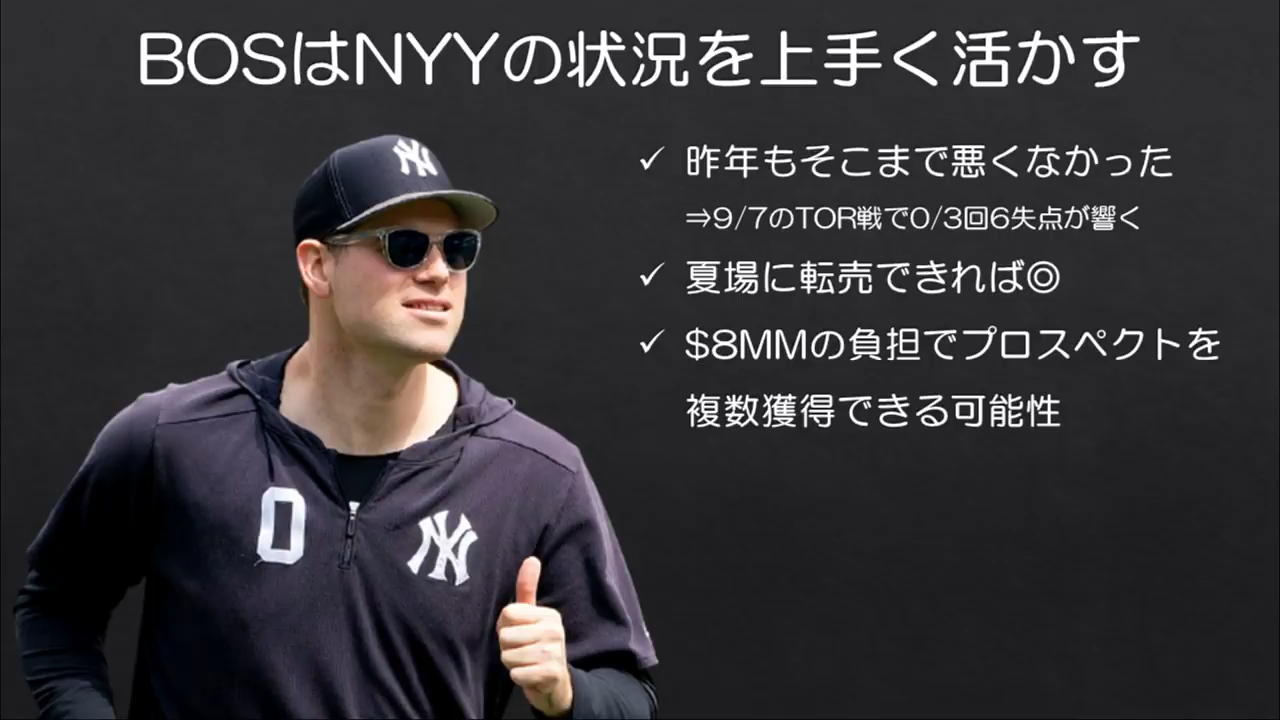 BOSはNYYの状況を上手く活かす
✓ 昨年もそこまで悪くなかった
⇒9/7のTOR戦で0/3回6失点が響く
✓ 夏場に転売できれば◎
✓ $8MMの負担でプロスペクトを
複数獲得できる可能性
NY
0
NY